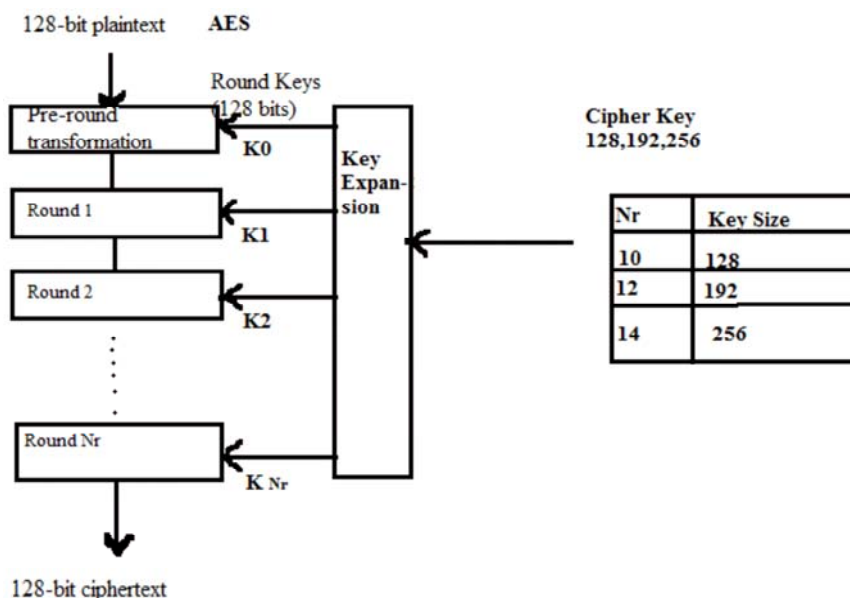 128-bit plaintext AES
Round Keys
(128 bits)
Pre-round
transformation
K0
Round 1
K1
Round 2
K2
Round Nr
K Nr
128-bit ciphertext
Key
Expan-
sion
Cipher Key
128,192,256
Nr Key Size
10 128
12 192
14 256